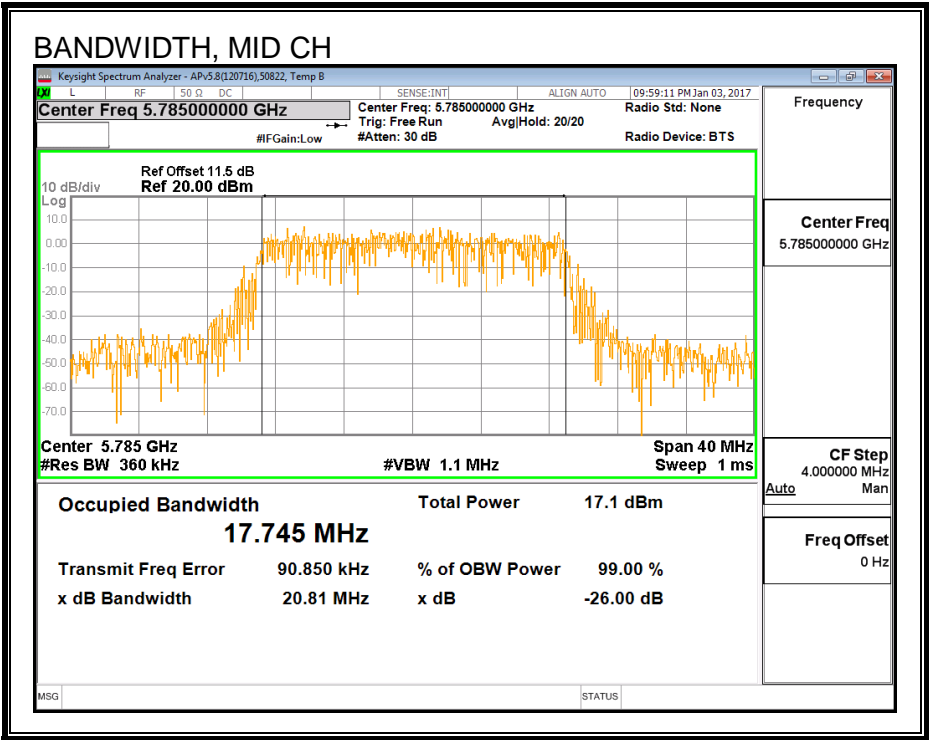 BANDWIDTH, MID CH
Keysight Spectrum Analyzer - APv5.8(120716),50822, Temp B
LXI L RF 50 Ω DC SENSE:INT ALIGN AUTO 09:59:11 PM Jan 03, 2017
Center Freq 5.785000000 GHz
Center Freq: 5.785000000 GHz
Radio Std: None
Trig: Free Run Avg|Hold: 20/20
#IFGain:Low
#Atten: 30 dB
Radio Device: BTS
Frequency
Ref Offset 11.5 dB
10 dB/div Ref 20.00 dBm
Log
10.0
0.00
-10.0
-20.0
-30.0
-40.0
-50.0
-60.0
-70.0
Center Freq
5.785000000 GHz
Center 5.785 GHz Span 40 MHz
#Res BW 360 kHz #VBW 1.1 MHz Sweep 1 ms
CF Step
4.000000 MHz
Auto Man
Occupied Bandwidth Total Power 17.1 dBm
17.745 MHz
Transmit Freq Error 90.850 kHz % of OBW Power 99.00 %
x dB Bandwidth 20.81 MHz x dB -26.00 dB
Freq Offset
0 Hz
MSG STATUS